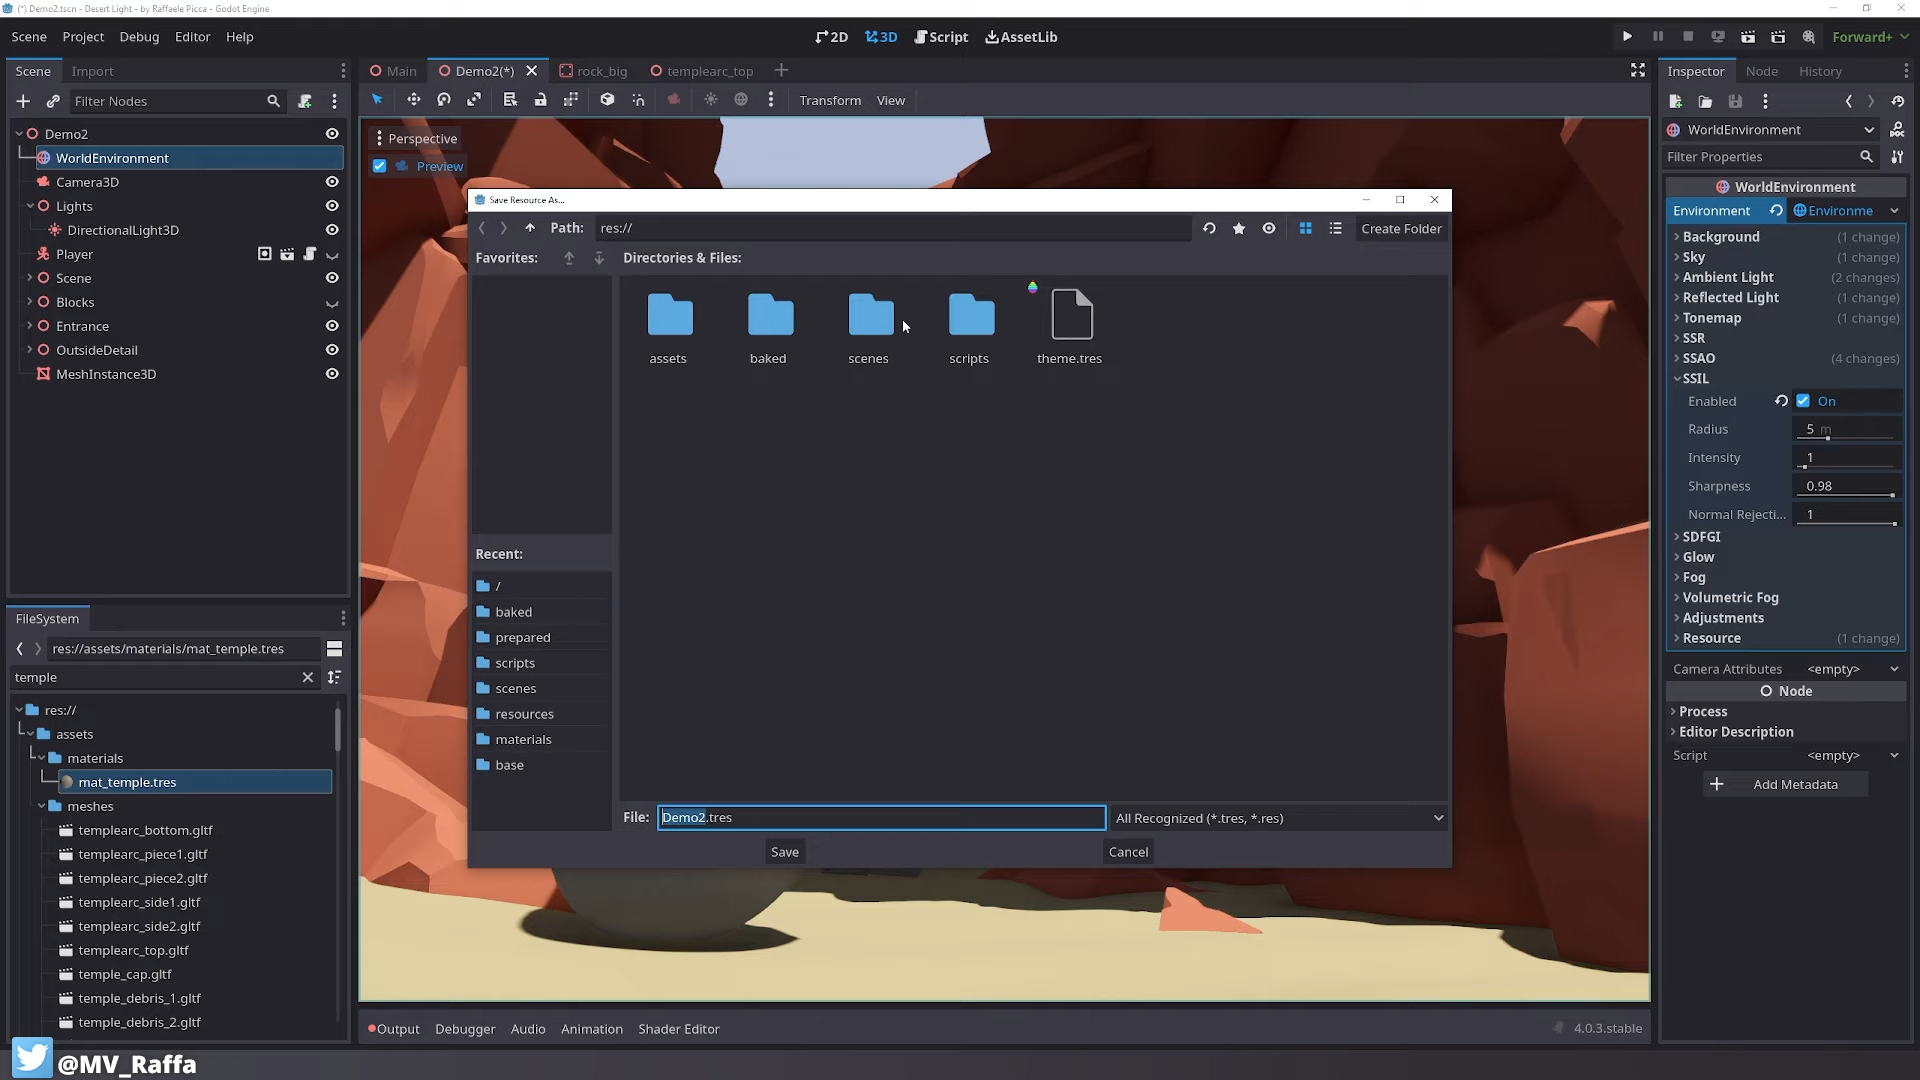 (*) Demo2.tscn - Desert Light - by Raffaele Picca - Godot Engine
Scene Project Debug Editor Help
2D 3D Script AssetLib
Forward+
Scene Import
Filter Nodes
Demo2
WorldEnvironment
Camera3D
Lights
DirectionalLight3D
Player
Scene
Blocks
Entrance
OutsideDetail
MeshInstance3D
FileSystem
res://assets/materials/mat_temple.tres
temple
res://
assets
materials
mat_temple.tres
meshes
templearc_bottom.gltf
templearc_piece1.gltf
templearc_piece2.gltf
templearc_side1.gltf
templearc_side2.gltf
templearc_top.gltf
temple_cap.gltf
temple_debris_1.gltf
temple_debris_2.gltf
@MV_Raffa
Main Demo2(*) rock_big templearc_top
Transform View
Perspective
Preview
Save Resource As...
Path: res:// Create Folder
Favorites:
Directories & Files:
assets baked scenes scripts theme.tres
Recent:
/
baked
prepared
scripts
scenes
resources
materials
base
File: Demo2.tres All Recognized (*.tres, *.res)
Save Cancel
Output Debugger Audio Animation Shader Editor
4.0.3.stable
Inspector Node History
WorldEnvironment
Filter Properties
WorldEnvironment
Environment Environme
Background (1 change)
Sky (1 change)
Ambient Light (2 changes)
Reflected Light (1 change)
Tonemap (1 change)
SSR
SSAO (4 changes)
SSIL
Enabled On
Radius 5 m
Intensity 1
Sharpness 0.98
Normal Rejecti... 1
SDFGI
Glow
Fog
Volumetric Fog
Adjustments
Resource (1 change)
Camera Attributes <empty>
Node
Process
Editor Description
Script <empty>
Add Metadata